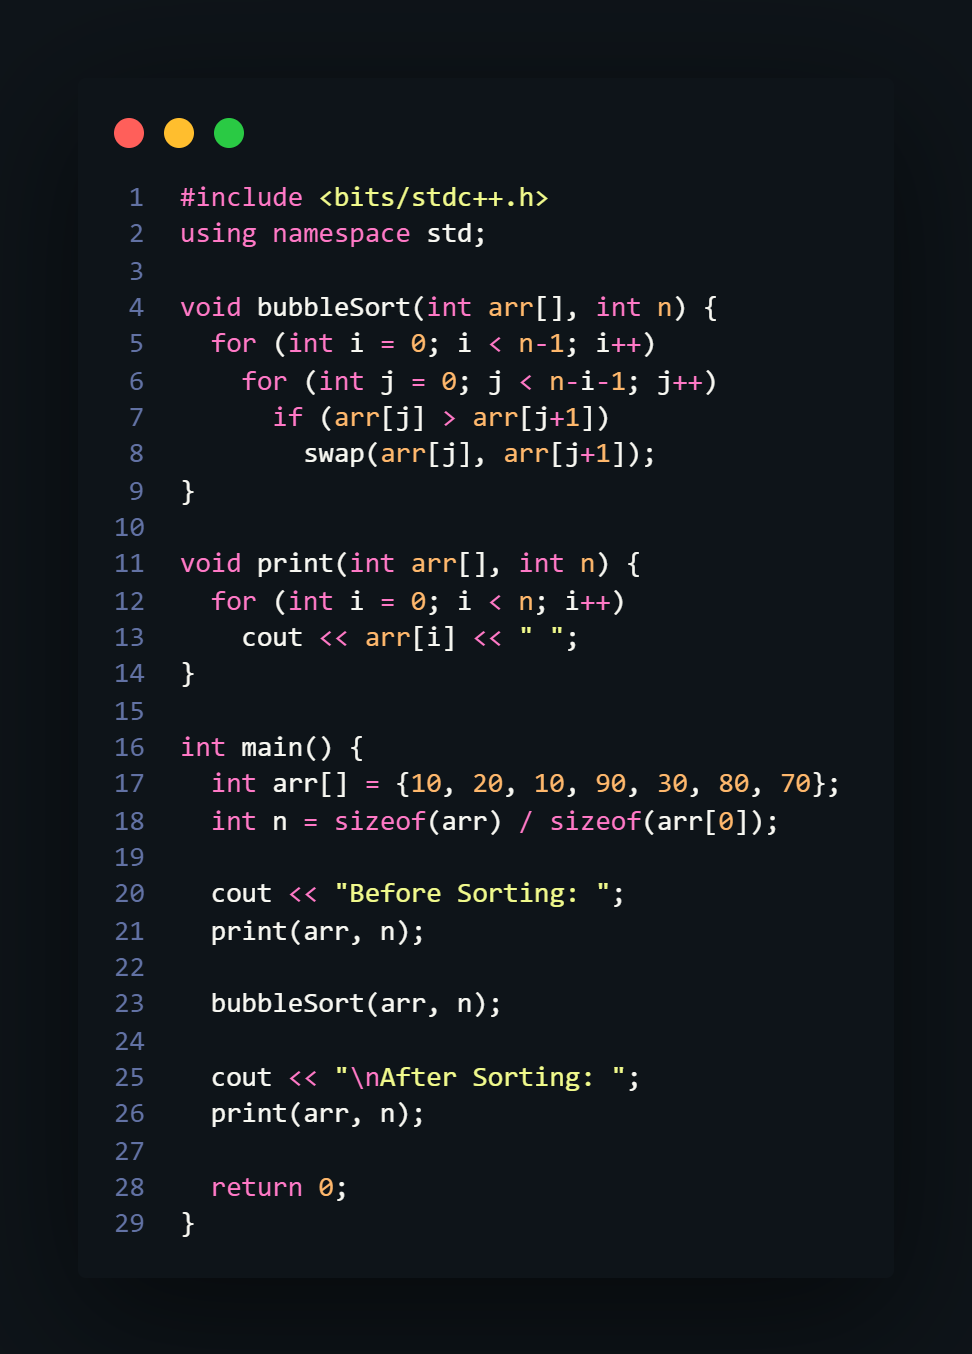 1 #include <bits/stdc++.h>
2 using namespace std;
3
4 void bubbleSort(int arr[], int n) {
5   for (int i = 0; i < n-1; i++)
6     for (int j = 0; j < n-i-1; j++)
7       if (arr[j] > arr[j+1])
8         swap(arr[j], arr[j+1]);
9 }
10
11 void print(int arr[], int n) {
12   for (int i = 0; i < n; i++)
13     cout << arr[i] << " ";
14 }
15
16 int main() {
17   int arr[] = {10, 20, 10, 90, 30, 80, 70};
18   int n = sizeof(arr) / sizeof(arr[0]);
19
20   cout << "Before Sorting: ";
21   print(arr, n);
22
23   bubbleSort(arr, n);
24
25   cout << "\nAfter Sorting: ";
26   print(arr, n);
27
28   return 0;
29 }